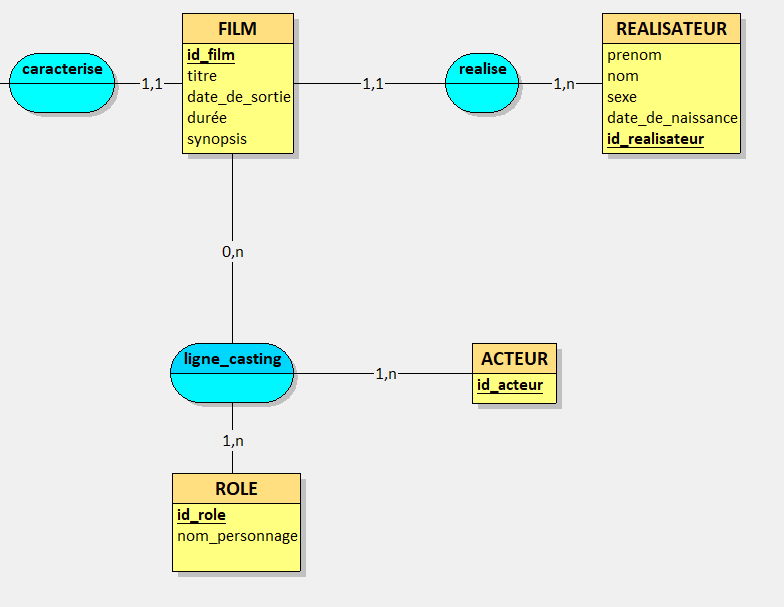 FILM
id_film
titre
date_de_sortie
durée
synopsis
caracterise
1,1
1,1
realise
1,n
REALISATEUR
prenom
nom
sexe
date_de_naissance
id_realisateur
0,n
ligne_casting
1,n
ACTEUR
id_acteur
1,n
ROLE
id_role
nom_personnage